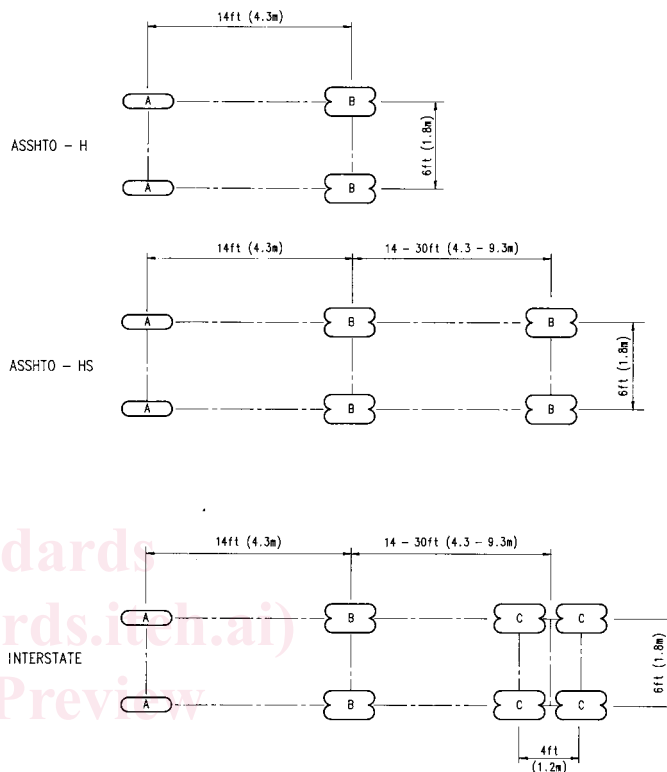 14ft (4.3m)
A
B
ASSHTO - H
6ft (1.8m)
A
B
14ft (4.3m)
14 - 30ft (4.3 - 9.3m)
A
B
B
ASSHTO - HS
6ft (1.8m)
A
B
B
14ft (4.3m)
14 - 30ft (4.3 - 9.3m)
dards
A
B
C
C
rds.iteh.ai)
INTERSTATE
6ft (1.8m)
Preview
A
B
C
C
4ft
(1.2m)